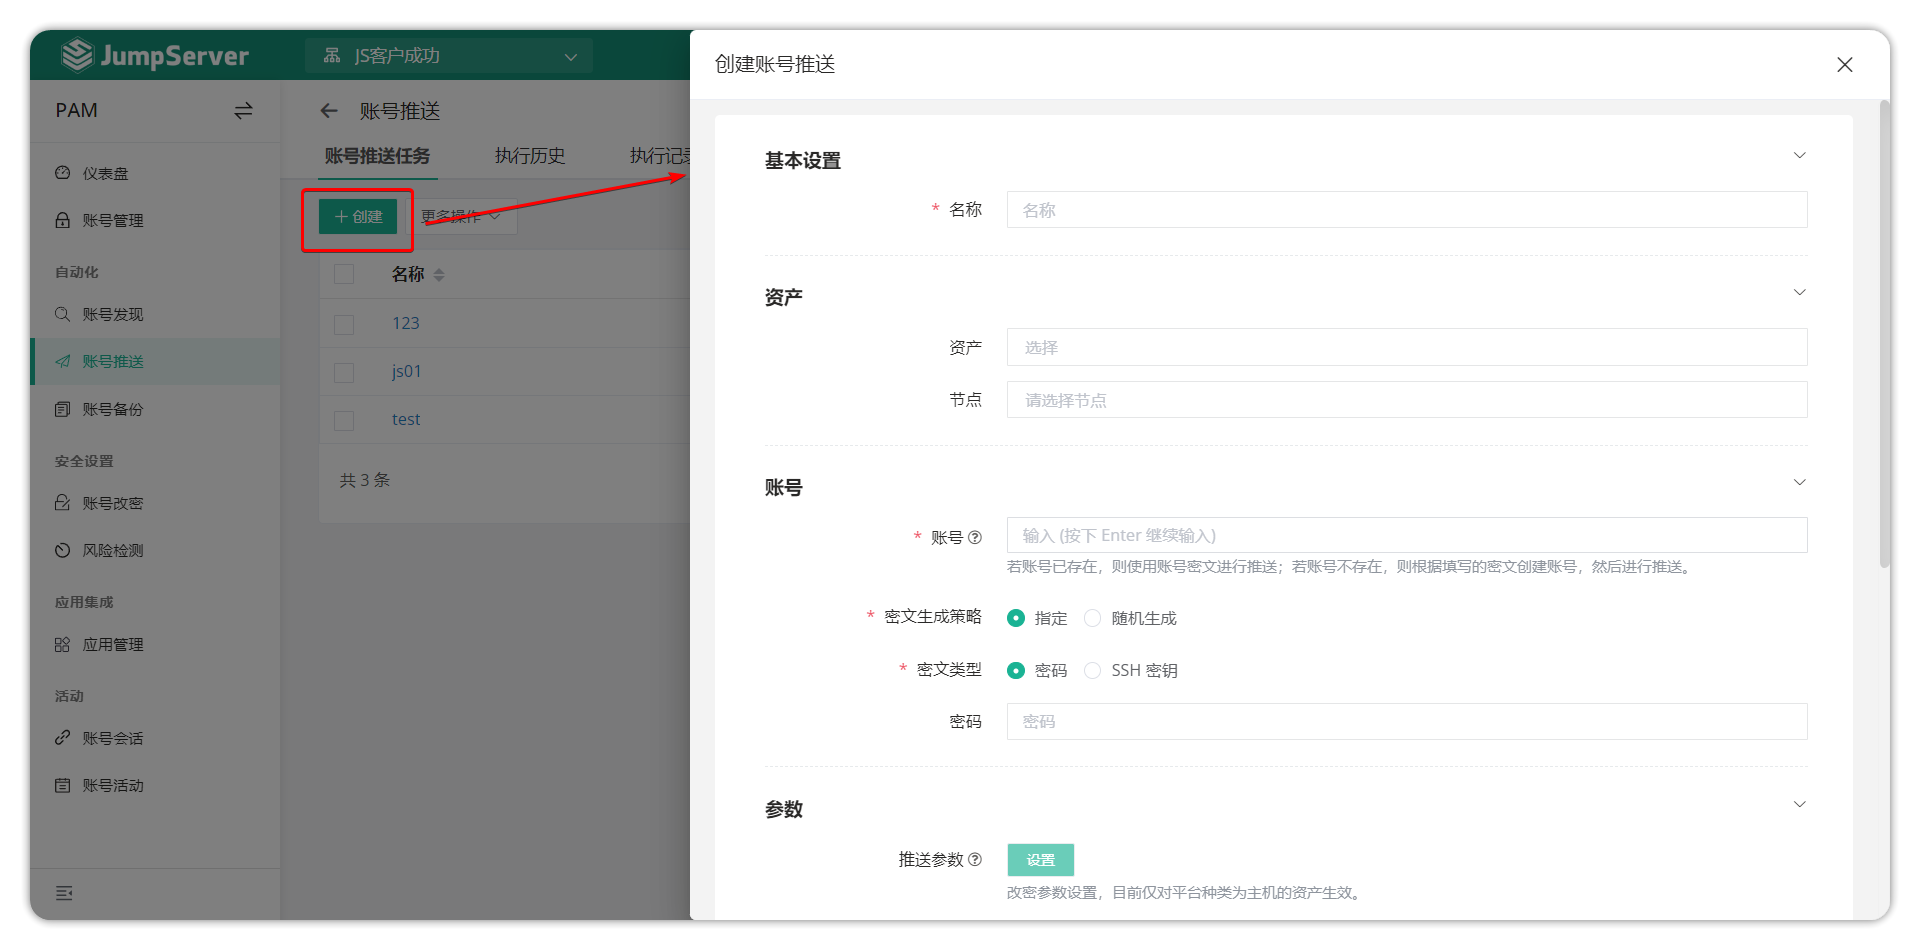 JumpServer
JS客户成功
PAM
仪表盘
账号管理
自动化
账号发现
账号推送
账号备份
安全设置
账号改密
风险检测
应用集成
应用管理
活动
账号会话
账号活动
账号推送
账号推送任务 执行历史 执行记录
创建 更多操作
名称
123
js01
test
共 3 条
创建账号推送
基本设置
* 名称 名称
资产
资产 选择
节点 请选择节点
账号
* 账号 输入 (按下 Enter 继续输入)
若账号已存在，则使用账号密文进行推送；若账号不存在，则根据填写的密文创建账号，然后进行推送。
* 密文生成策略 指定 随机生成
* 密文类型 密码 SSH 密钥
密码 密码
参数
推送参数 设置
改密参数设置，目前仅对平台种类为主机的资产生效。